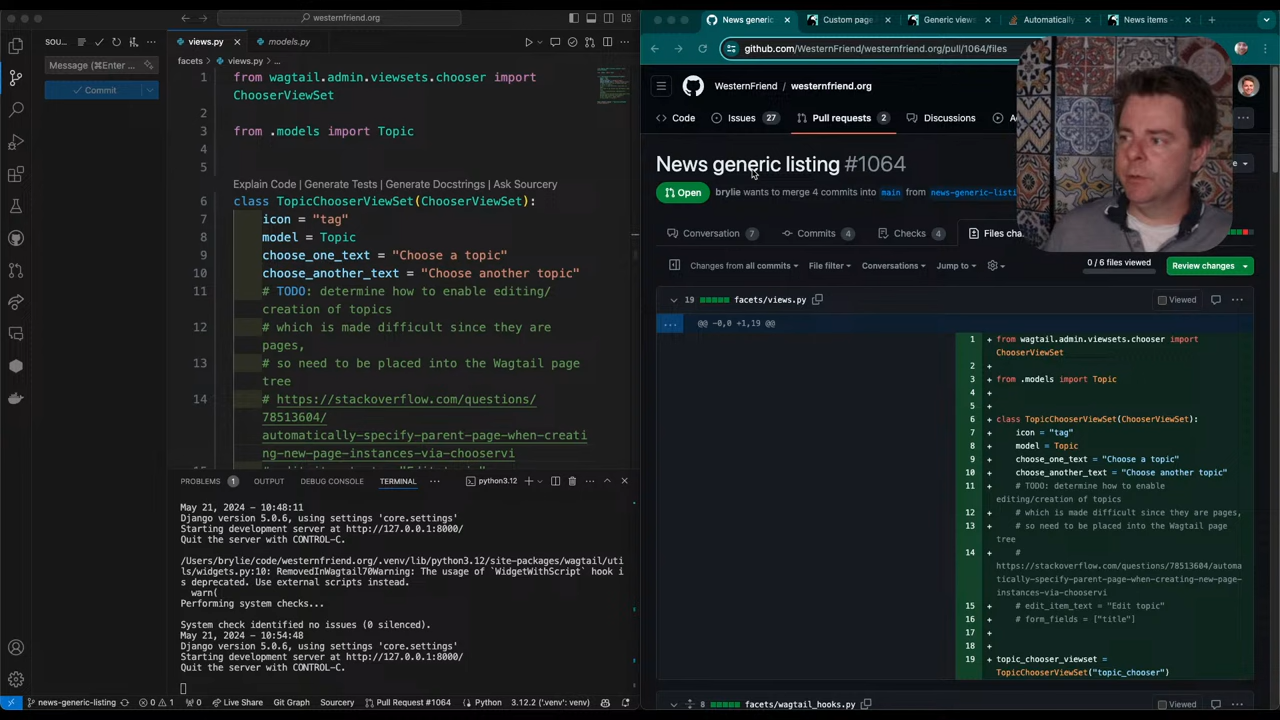 westernfriend.org
SOU...
Message (⌘Enter ...
Commit
views.py
models.py
facets > views.py > ...
1 from wagtail.admin.viewsets.chooser import
ChooserViewSet
2
3 from .models import Topic
4
5
Explain Code | Generate Tests | Generate Docstrings | Ask Sourcery
6 class TopicChooserViewSet(ChooserViewSet):
7 icon = "tag"
8 model = Topic
9 choose_one_text = "Choose a topic"
10 choose_another_text = "Choose another topic"
11 # TODO: determine how to enable editing/
creation of topics
12 # which is made difficult since they are
pages,
13 # so need to be placed into the Wagtail page
tree
14 # https://stackoverflow.com/questions/
78513604/
automatically-specify-parent-page-when-creati
ng-new-page-instances-via-chooservi
PROBLEMS 1 OUTPUT DEBUG CONSOLE TERMINAL ... python3.12
May 21, 2024 - 10:48:11
Django version 5.0.6, using settings 'core.settings'
Starting development server at http://127.0.0.1:8000/
Quit the server with CONTROL-C.
/Users/brylie/code/westernfriend.org/.venv/lib/python3.12/site-packages/wagtail/uti
ls/widgets.py:10: RemovedInWagtail70Warning: The usage of `WidgetWithScript` hook i
s deprecated. Use external scripts instead.
warn(
Performing system checks...
System check identified no issues (0 silenced).
May 21, 2024 - 10:54:48
Django version 5.0.6, using settings 'core.settings'
Starting development server at http://127.0.0.1:8000/
Quit the server with CONTROL-C.
news-generic-listing 0 1 0 Live Share Git Graph Sourcery Pull Request #1064 Python 3.12.2 ('.venv': venv)
News generic
Custom page
Generic views
Automatically
News items -
github.com/WesternFriend/westernfriend.org/pull/1064/files
WesternFriend / westernfriend.org
Code Issues 27 Pull requests 2 Discussions
News generic listing #1064
Open brylie wants to merge 4 commits into main from news-generic-listi
Conversation 7 Commits 4 Checks 4 Files cha
Changes from all commits File filter Conversations Jump to 0 / 6 files viewed Review changes
19 facets/views.py Viewed
... @@ -0,0 +1,19 @@
1 + from wagtail.admin.viewsets.chooser import
ChooserViewSet
2 +
3 + from .models import Topic
4 +
5 +
6 + class TopicChooserViewSet(ChooserViewSet):
7 + icon = "tag"
8 + model = Topic
9 + choose_one_text = "Choose a topic"
10 + choose_another_text = "Choose another topic"
11 + # TODO: determine how to enable
editing/creation of topics
12 + # which is made difficult since they are pages,
13 + # so need to be placed into the Wagtail page
tree
14 + #
https://stackoverflow.com/questions/78513604/automa
tically-specify-parent-page-when-creating-new-page-
instances-via-chooservi
15 + # edit_item_text = "Edit topic"
16 + # form_fields = ["title"]
17 +
18 +
19 + topic_chooser_viewset =
TopicChooserViewSet("topic_chooser")
8 facets/wagtail_hooks.py Viewed